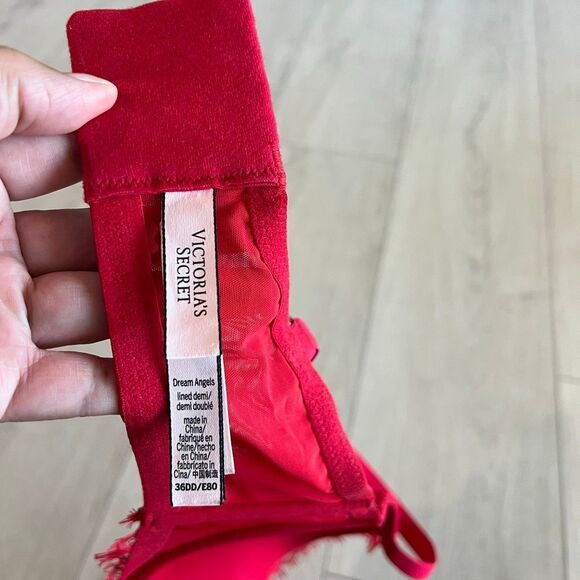 VICTORIA'S
SECRET
Dream Angels
lined demi/
demi doublé
made in
China/
fabriqué en
Chine/hecho
en China/
fabbricato in
Cina/ 中国制造
36DD/E80